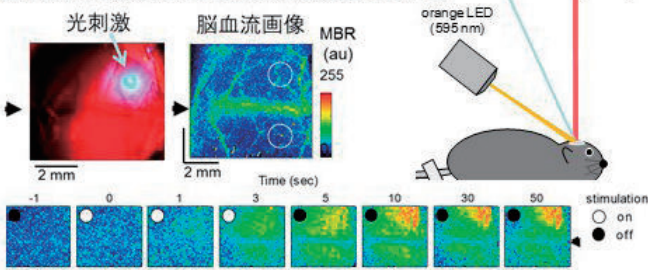 光刺激
脳血流画像
MBR
(au)
255
2 mm
2 mm
orange LED
(595 nm)
Time (sec)
-1 0 1 3 5 10 30 50
stimulation
on
off